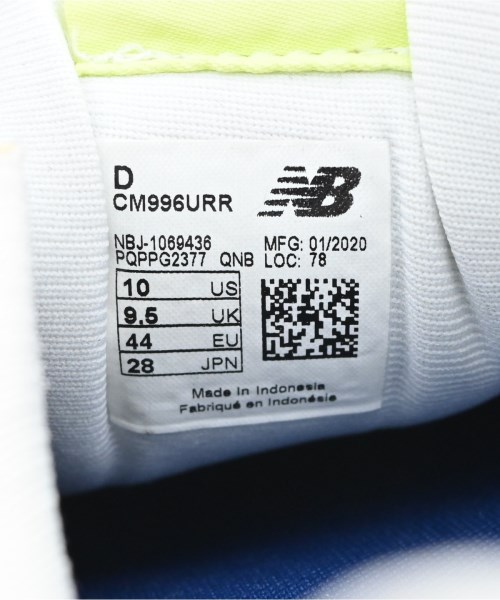 D
CM996URR
NB
NBJ-1069436 MFG: 01/2020
PQPPG2377 QNB LOC: 78
10 US
9.5 UK
44 EU
28 JPN
Made in Indonesia
Fabriqué en Indonésie